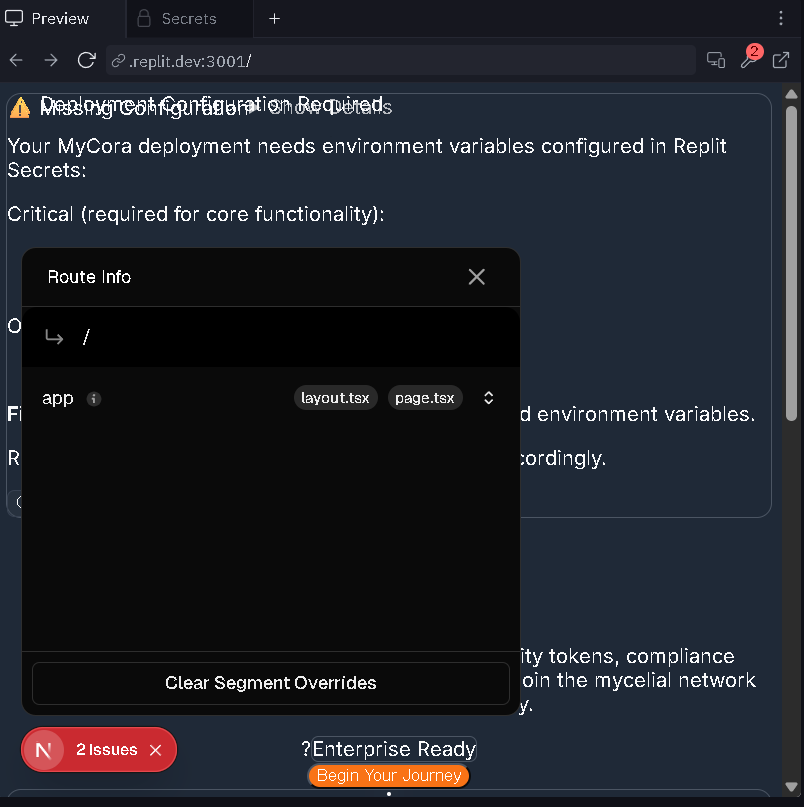 Preview
Secrets
.replit.dev:3001/
2
Deployment Configuration Required
Missing Configuration
Show Details
Your MyCora deployment needs environment variables configured in Replit
Secrets:
Critical (required for core functionality):
Route Info
/
O
app
layout.tsx
page.tsx
Fi
d environment variables.
R
cordingly.
ity tokens, compliance
Clear Segment Overrides
oin the mycelial network
y.
N
2 Issues
?Enterprise Ready
Begin Your Journey